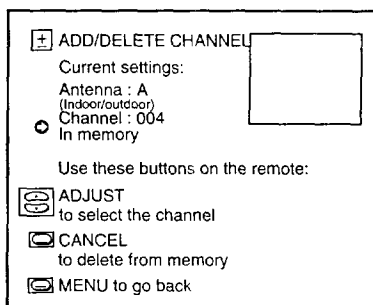 ± ADD/DELETE CHANNEL
Current settings:
Antenna : A
(Indoor/outdoor)
Channel : 004
In memory
Use these buttons on the remote:
ADJUST
to select the channel
CANCEL
to delete from memory
MENU to go back